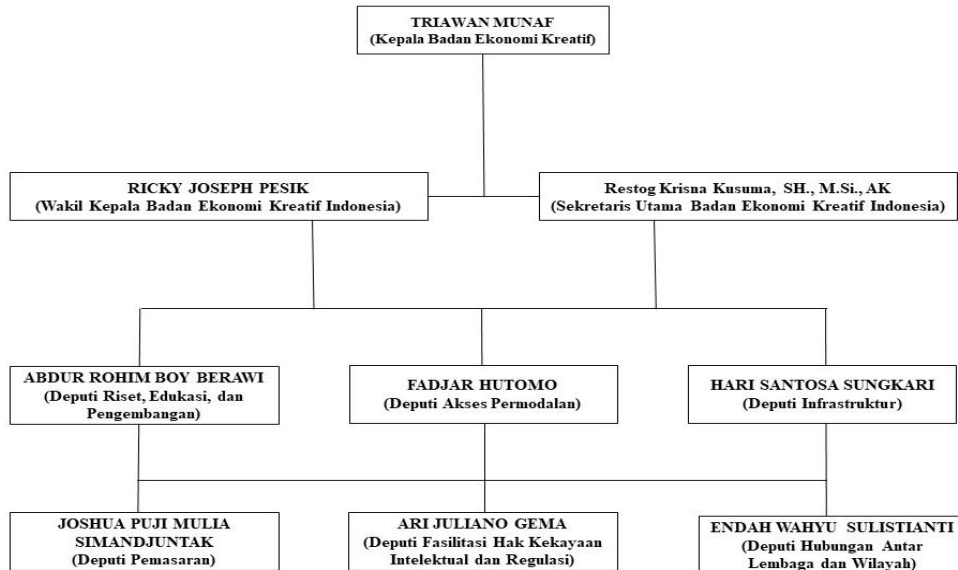 TRIAWAN MUNAF
(Kepala Badan Ekonomi Kreatif)
RICKY JOSEPH PESIK
(Wakil Kepala Badan Ekonomi Kreatif Indonesia)
Restog Krisna Kusuma, SH., M.Si., AK
(Sekretaris Utama Badan Ekonomi Kreatif Indonesia)
ABDUR ROHIM BOY BERAWI
(Deputi Riset, Edukasi, dan
Pengembangan)
FADJAR HUTOMO
(Deputi Akses Permodalan)
HARI SANTOSA SUNGKARI
(Deputi Infrastruktur)
JOSHUA PUJI MULIA
SIMANDJUNTAK
(Deputi Pemasaran)
ARI JULIANO GEMA
(Deputi Fasilitasi Hak Kekayaan
Intelektual dan Regulasi)
ENDAH WAHYU SULISTIANTI
(Deputi Hubungan Antar
Lembaga dan Wilayah)